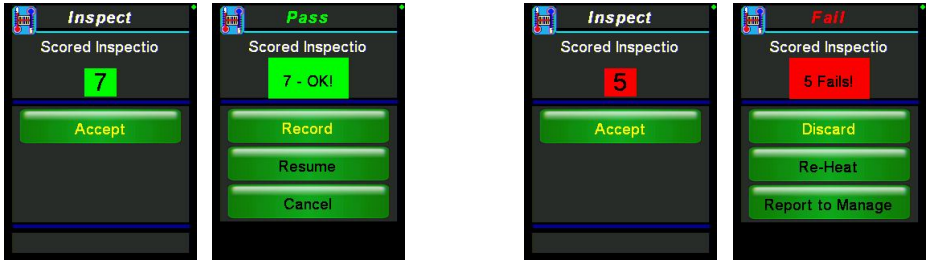 Inspect
Scored Inspectio
7
Accept
Pass
Scored Inspectio
7 - OK!
Record
Resume
Cancel
Inspect
Scored Inspectio
5
Accept
Fail
Scored Inspectio
5 Fails!
Discard
Re-Heat
Report to Manage